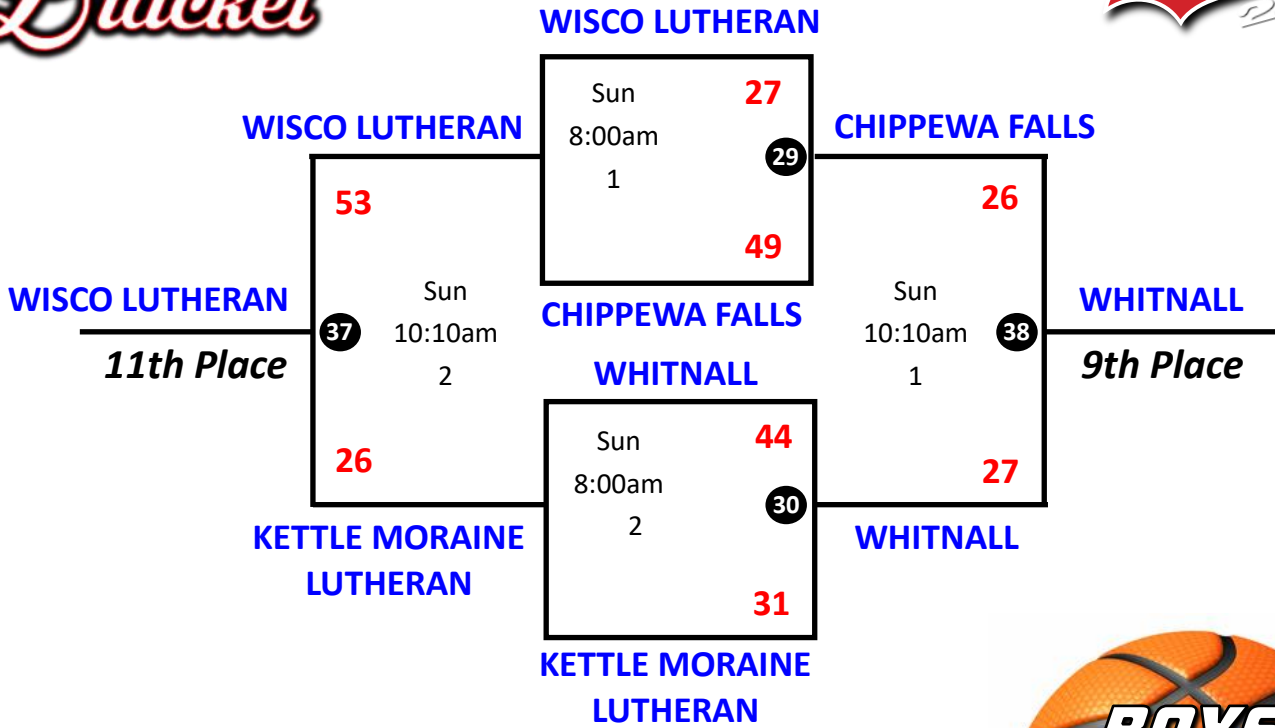 Bracket
WISCO LUTHERAN
Sun
8:00am
1
27
29
49
CHIPPEWA FALLS
WISCO LUTHERAN
53
CHIPPEWA FALLS
26
WISCO LUTHERAN
11th Place
37
Sun
10:10am
2
Sun
10:10am
1
38
WHITNALL
9th Place
WHITNALL
Sun
8:00am
2
44
30
31
KETTLE MORAINE
LUTHERAN
26
KETTLE MORAINE
LUTHERAN
27
WHITNALL
BOYS